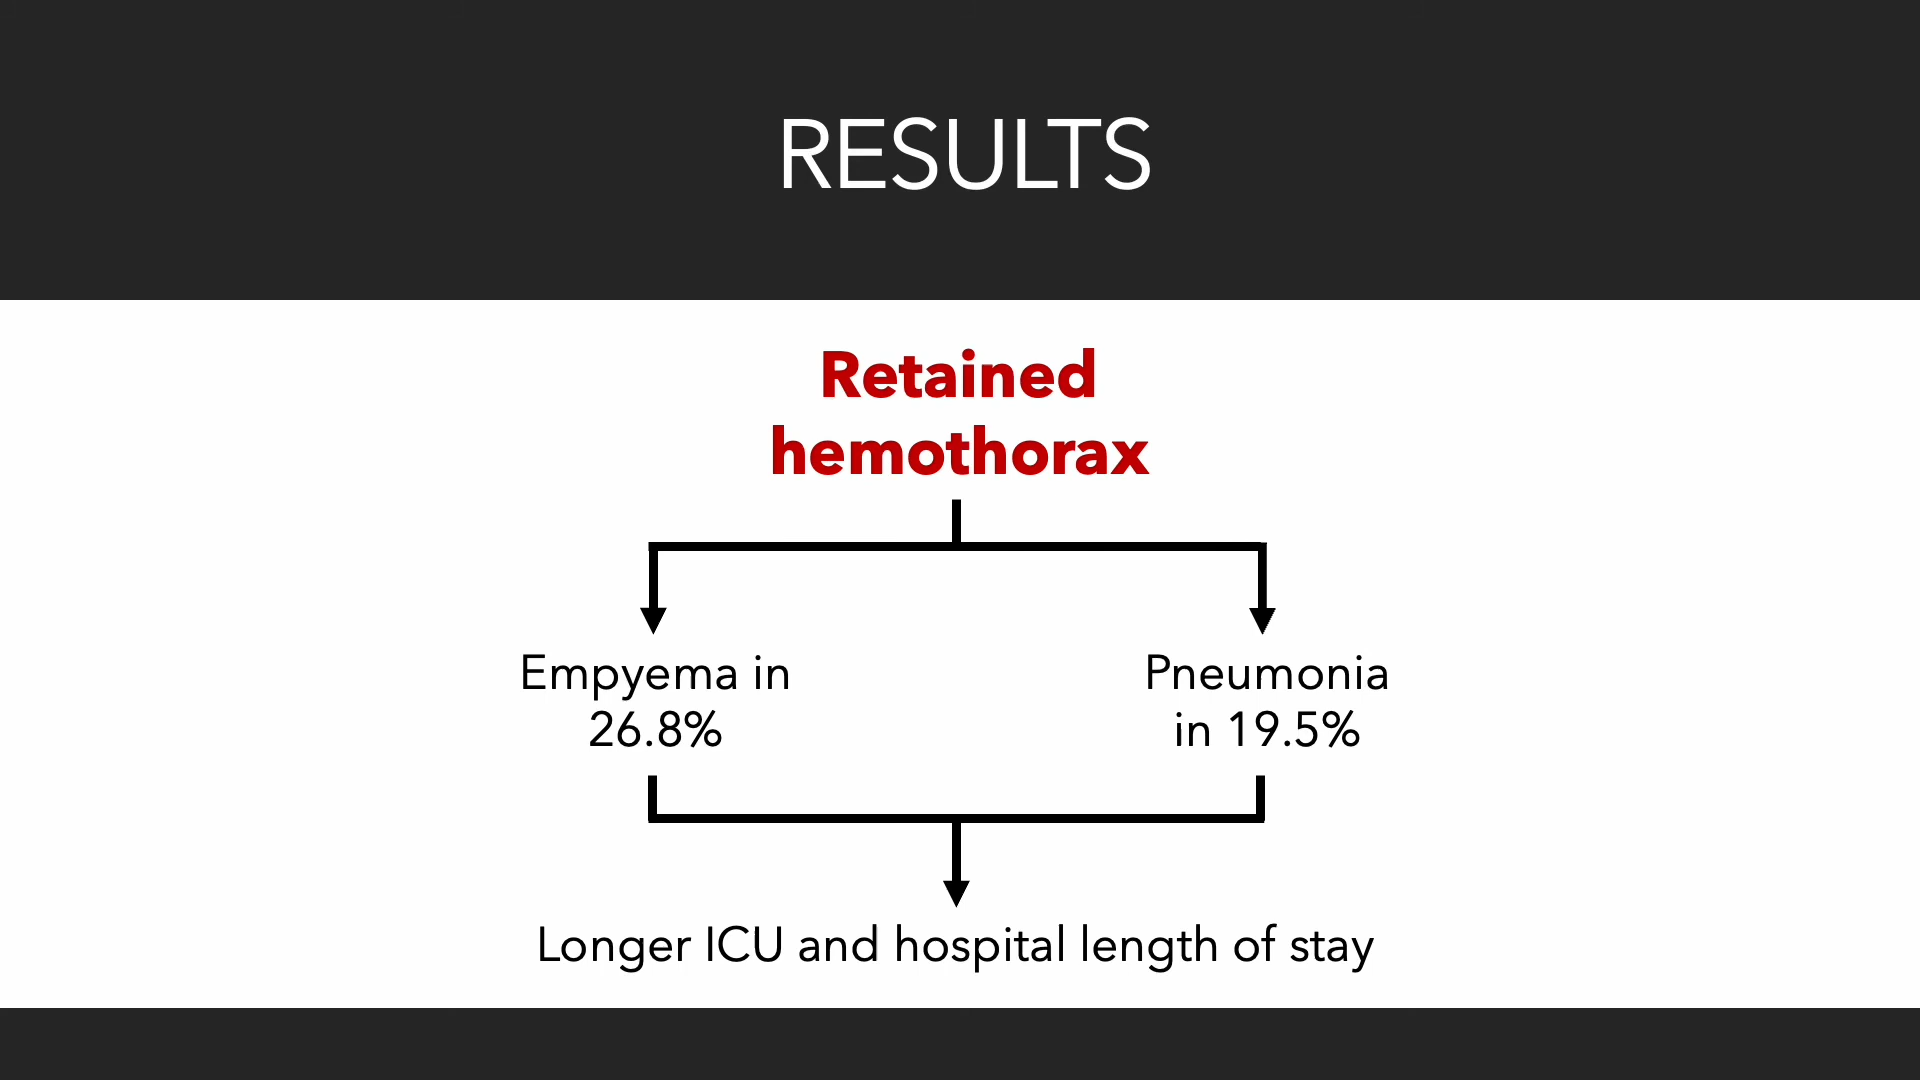 RESULTS
Retained
hemothorax
Empyema in
26.8%
Pneumonia
in 19.5%
Longer ICU and hospital length of stay